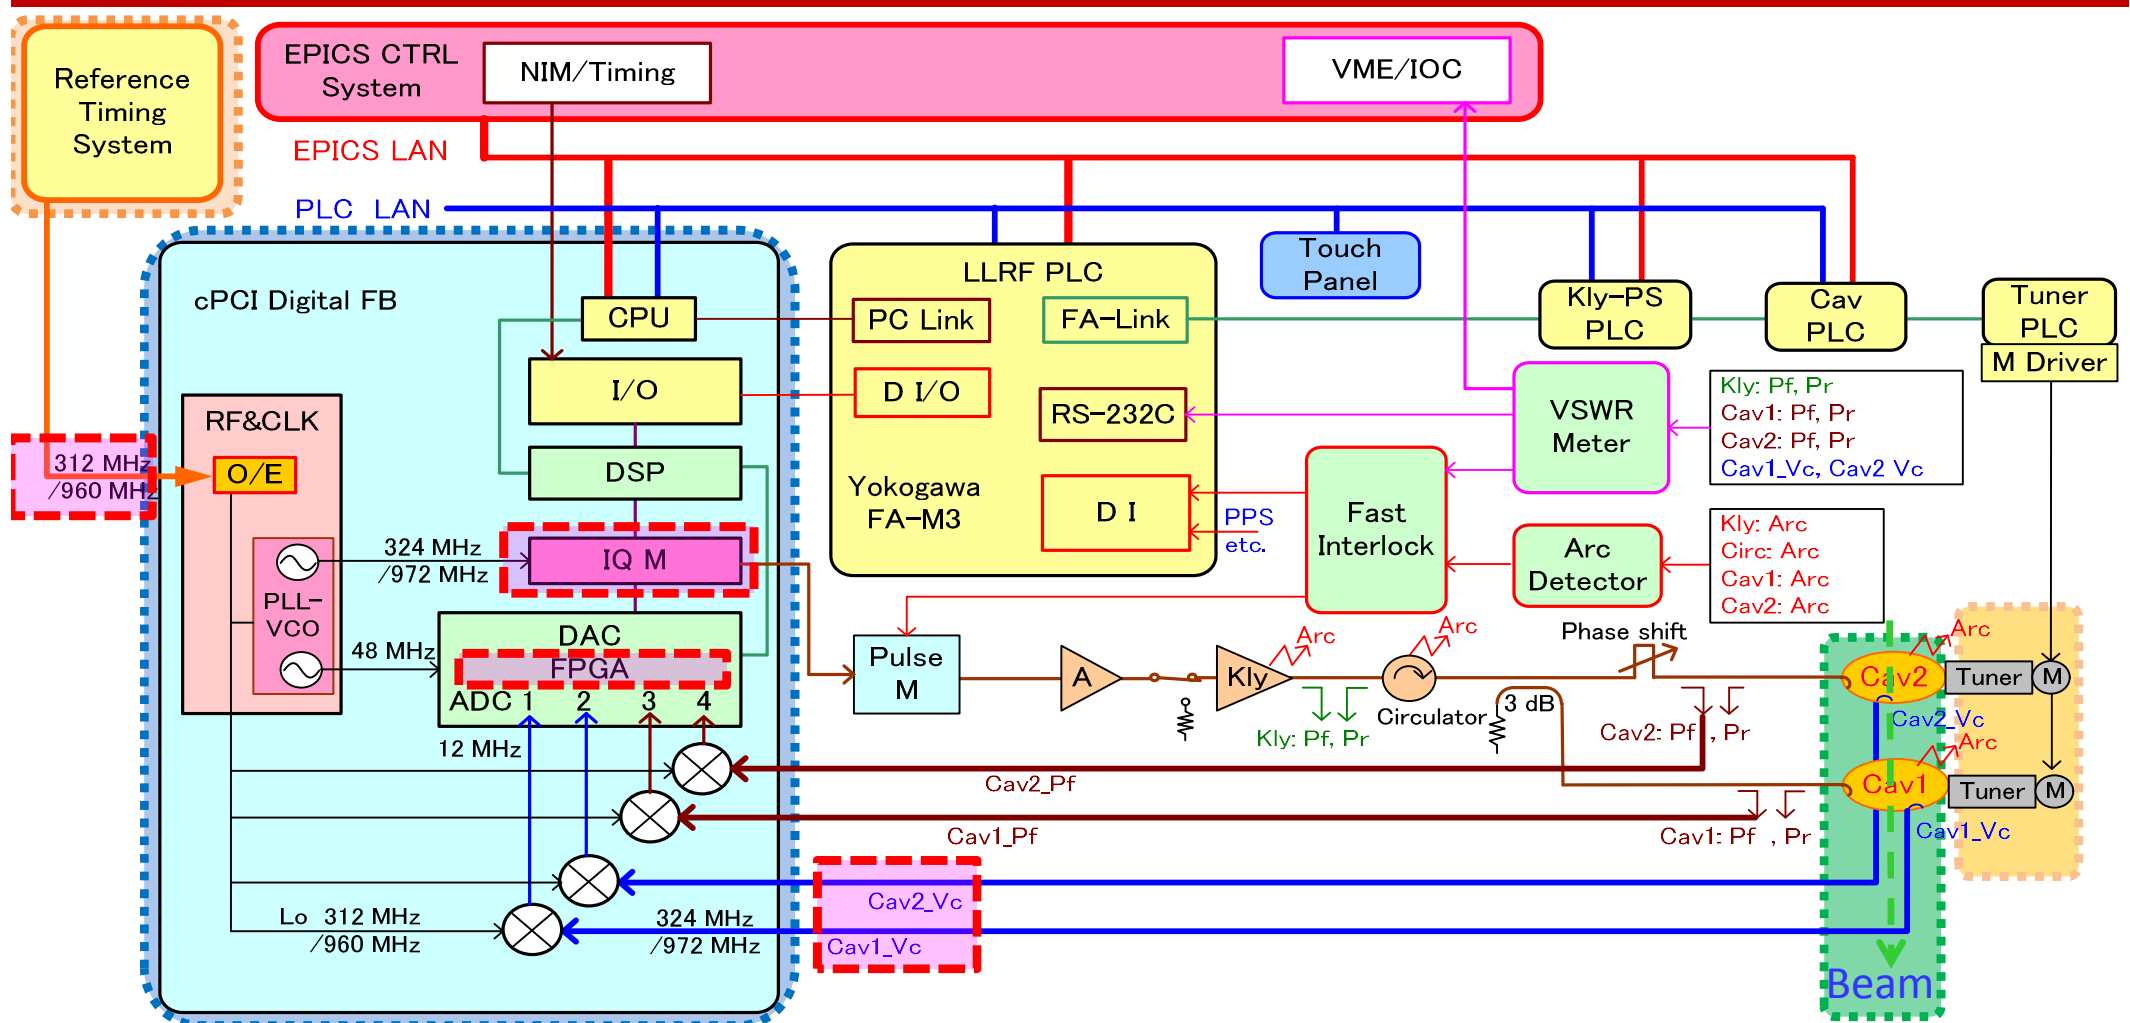 Reference
Timing
System
EPICS CTRL
System
NIM/Timing
VME/IOC
EPICS LAN
PLC LAN
cPCI Digital FB
CPU
I/O
DSP
IQ M
DAC
FPGA
ADC 1 2 3 4
12 MHz
RF&CLK
O/E
312 MHz
/960 MHz
324 MHz
/972 MHz
PLL-
VCO
48 MHz
Lo 312 MHz
/960 MHz
324 MHz
/972 MHz
LLRF PLC
PC Link
FA-Link
D I/O
RS-232C
Yokogawa
FA-M3
D I
PPS
etc.
Touch
Panel
Kly-PS
PLC
Cav
PLC
Tuner
PLC
M Driver
VSWR
Meter
Kly: Pf, Pr
Cav1: Pf, Pr
Cav2: Pf, Pr
Cav1_Vc, Cav2 Vc
Fast
Interlock
Arc
Detector
Kly: Arc
Circ: Arc
Cav1: Arc
Cav2: Arc
Pulse
M
A
Kly
Arc
Arc
Circulator
Kly: Pf, Pr
3 dB
Phase shift
Cav2: Pf , Pr
Cav1: Pf , Pr
Cav2
Arc
Tuner
M
Cav2_Vc
Arc
Cav1
Tuner
M
Cav1_Vc
Cav2_Pf
Cav1_Pf
Cav2_Vc
Cav1_Vc
Beam